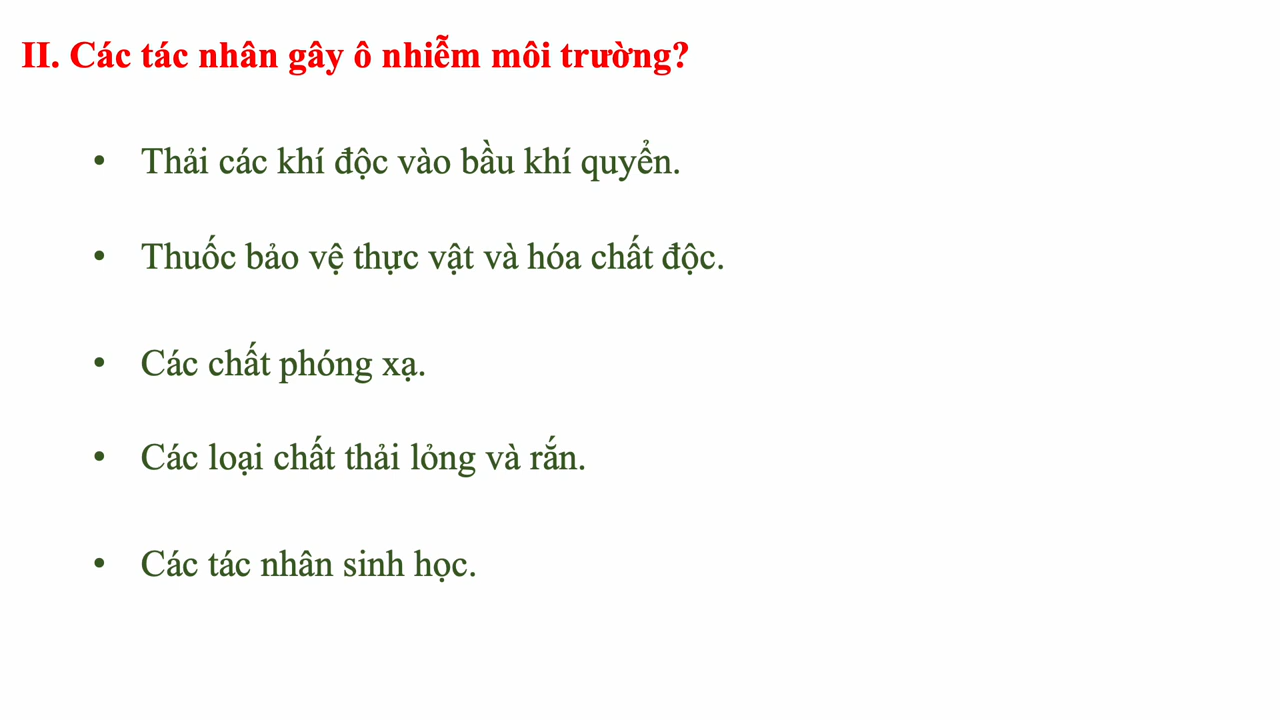 II. Các tác nhân gây ô nhiễm môi trường?
• Thải các khí độc vào bầu khí quyển.
• Thuốc bảo vệ thực vật và hóa chất độc.
• Các chất phóng xạ.
• Các loại chất thải lỏng và rắn.
• Các tác nhân sinh học.